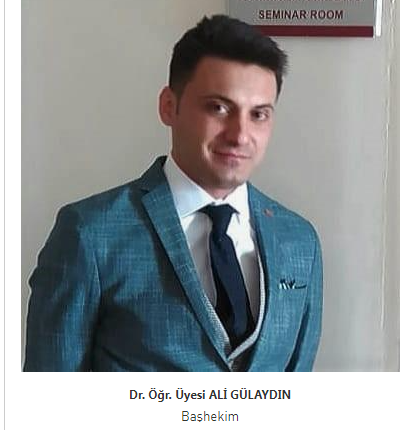 SEMINAR ROOM
Dr. Öğr. Üyesi ALİ GÜLAYDIN
Başhekim